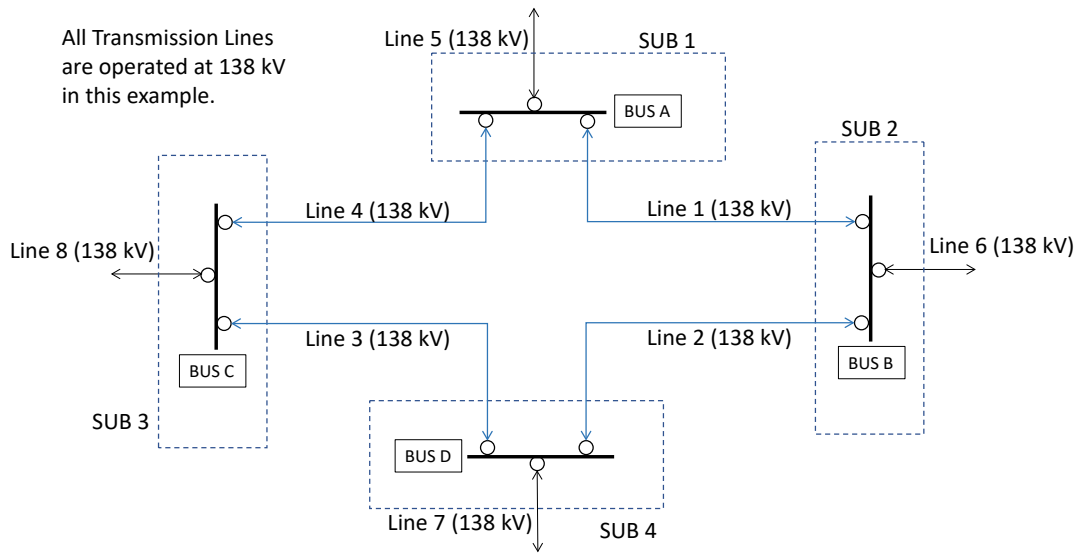 All Transmission Lines
are operated at 138 kV
in this example.
Line 5 (138 kV)
SUB 1
BUS A
SUB 2
Line 4 (138 kV)
Line 1 (138 kV)
Line 8 (138 kV)
Line 6 (138 kV)
Line 3 (138 kV)
Line 2 (138 kV)
BUS C
BUS B
SUB 3
BUS D
Line 7 (138 kV)
SUB 4